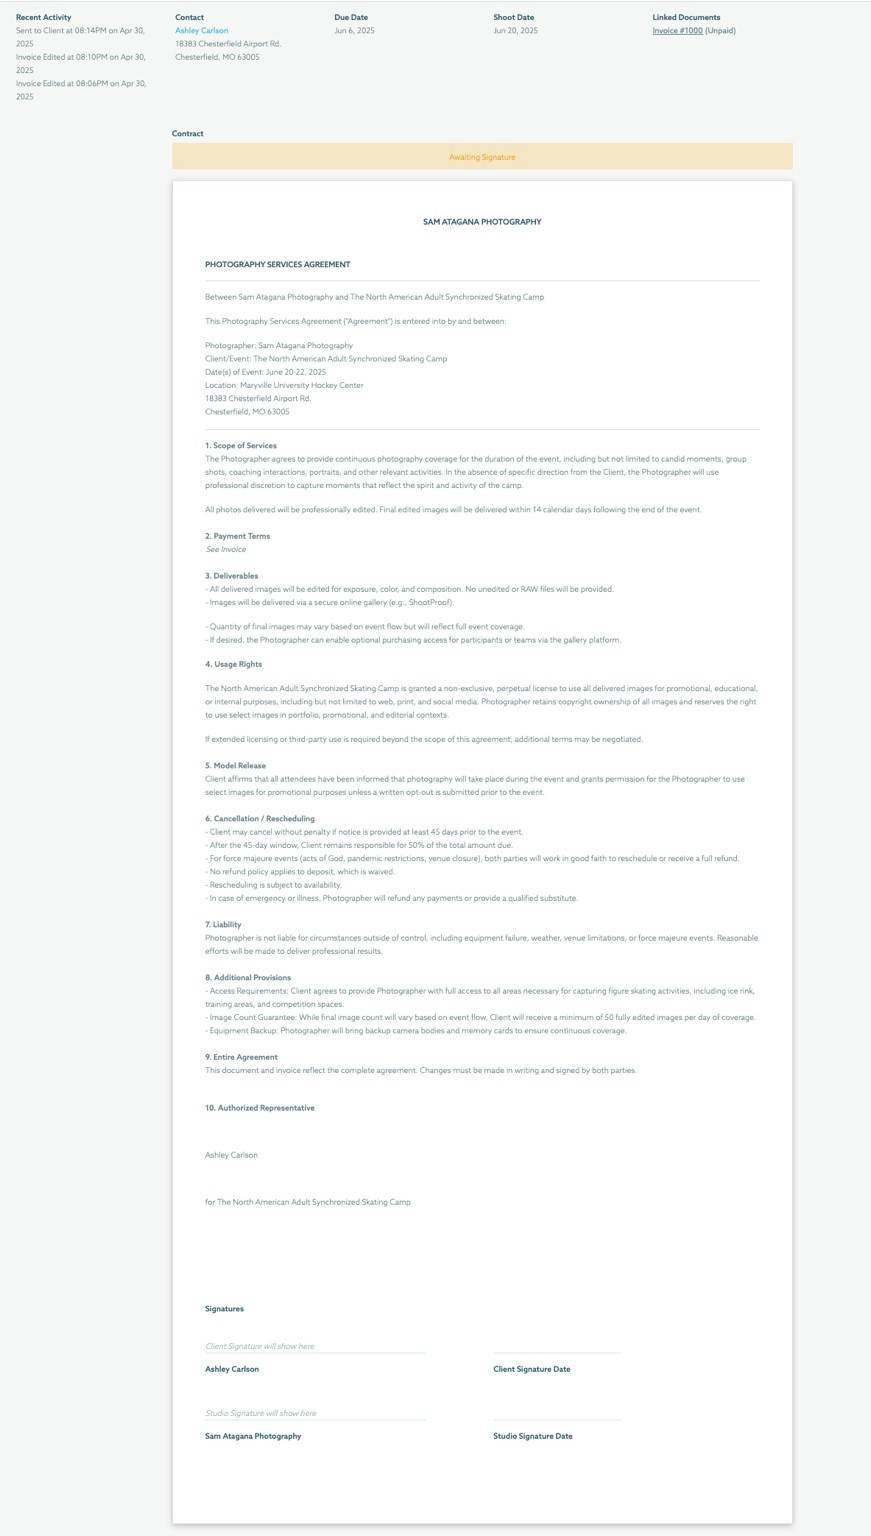 Recent Activity
Sent to Client at 08:14PM on Apr 30,
2025
Invoice Edited at 08:10PM on Apr 30,
2025
Invoice Edited at 08:06PM on Apr 30,
2025
Contact
Ashley Carlson
18383 Chesterfield Airport Rd.
Chesterfield, MO 63005
Due Date
Jun 6, 2025
Shoot Date
Jun 20, 2025
Linked Documents
Invoice #1000 (Unpaid)
Contract
Awaiting Signature
SAM ATAGANA PHOTOGRAPHY
PHOTOGRAPHY SERVICES AGREEMENT
Between Sam Atagana Photography and The North American Adult Synchronized Skating Camp
This Photography Services Agreement ("Agreement") is entered into by and between:
Photographer: Sam Atagana Photography
Client/Event: The North American Adult Synchronized Skating Camp
Date(s) of Event: June 20-22, 2025
Location: Maryville University Hockey Center
18383 Chesterfield Airport Rd.
Chesterfield, MO 63005
1. Scope of Services
The Photographer agrees to provide continuous photography coverage for the duration of the event, including but not limited to candid moments, group
shots, coaching interactions, portraits, and other relevant activities. In the absence of specific direction from the Client, the Photographer will use
professional discretion to capture moments that reflect the spirit and activity of the camp.
All photos delivered will be professionally edited. Final edited images will be delivered within 14 calendar days following the end of the event.
2. Payment Terms
See Invoice
3. Deliverables
- All delivered images will be edited for exposure, color, and composition. No unedited or RAW files will be provided.
- Images will be delivered via a secure online gallery (e.g., ShootProof).
- Quantity of final images may vary based on event flow but will reflect full event coverage.
- If desired, the Photographer can enable optional purchasing access for participants or teams via the gallery platform.
4. Usage Rights
The North American Adult Synchronized Skating Camp is granted a non-exclusive, perpetual license to use all delivered images for promotional, educational,
or internal purposes, including but not limited to web, print, and social media. Photographer retains copyright ownership of all images and reserves the right
to use select images in portfolio, promotional, and editorial contexts.
If extended licensing or third-party use is required beyond the scope of this agreement, additional terms may be negotiated.
5. Model Release
Client affirms that all attendees have been informed that photography will take place during the event and grants permission for the Photographer to use
select images for promotional purposes unless a written opt-out is submitted prior to the event.
6. Cancellation / Rescheduling
- Client may cancel without penalty if notice is provided at least 45 days prior to the event.
- After the 45-day window, Client remains responsible for 50% of the total amount due.
- For force majeure events (acts of God, pandemic restrictions, venue closure), both parties will work in good faith to reschedule or receive a full refund.
- No refund policy applies to deposit, which is waived.
- Rescheduling is subject to availability.
- In case of emergency or illness, Photographer will refund any payments or provide a qualified substitute.
7. Liability
Photographer is not liable for circumstances outside of control, including equipment failure, weather, venue limitations, or force majeure events. Reasonable
efforts will be made to deliver professional results.
8. Additional Provisions
- Access Requirements: Client agrees to provide Photographer with full access to all areas necessary for capturing figure skating activities, including ice rink,
training areas, and competition spaces.
- Image Count Guarantee: While final image count will vary based on event flow, Client will receive a minimum of 50 fully edited images per day of coverage.
- Equipment Backup: Photographer will bring backup camera bodies and memory cards to ensure continuous coverage.
9. Entire Agreement
This document and invoice reflect the complete agreement. Changes must be made in writing and signed by both parties.
10. Authorized Representative
Ashley Carlson
for The North American Adult Synchronized Skating Camp
Signatures
Client Signature will show here
Ashley Carlson
Client Signature Date
Studio Signature will show here
Sam Atagana Photography
Studio Signature Date